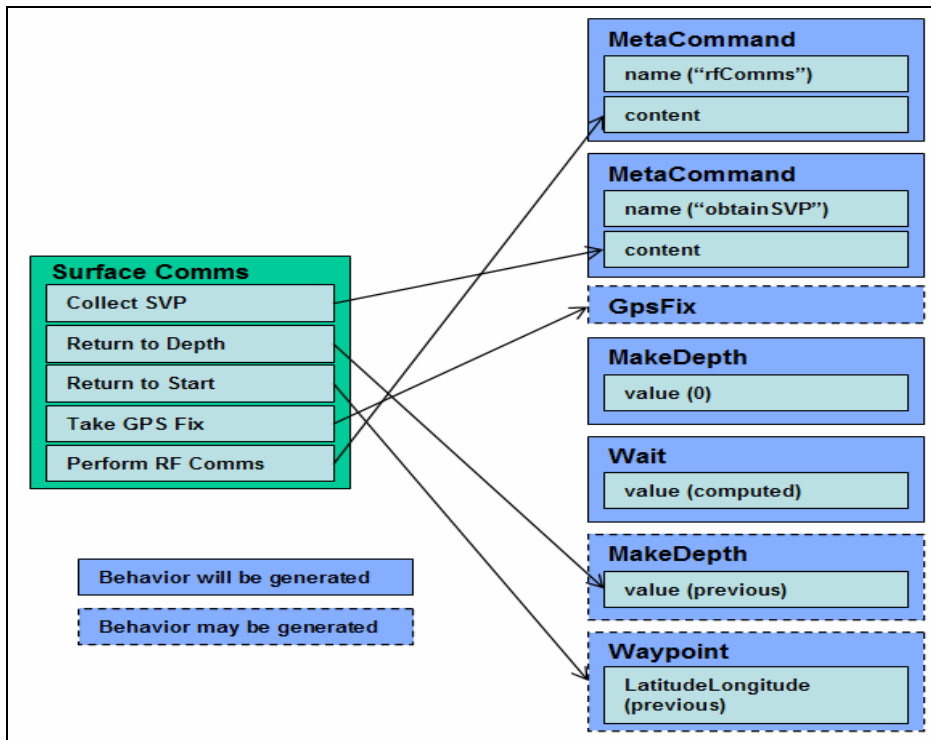 Surface Comms
Collect SVP
Return to Depth
Return to Start
Take GPS Fix
Perform RF Comms
Behavior will be generated
Behavior may be generated
MetaCommand
name (“rfComms”)
content
MetaCommand
name (“obtainSVP”)
content
GpsFix
MakeDepth
value (0)
Wait
value (computed)
MakeDepth
value (previous)
Waypoint
LatitudeLongitude
(previous)